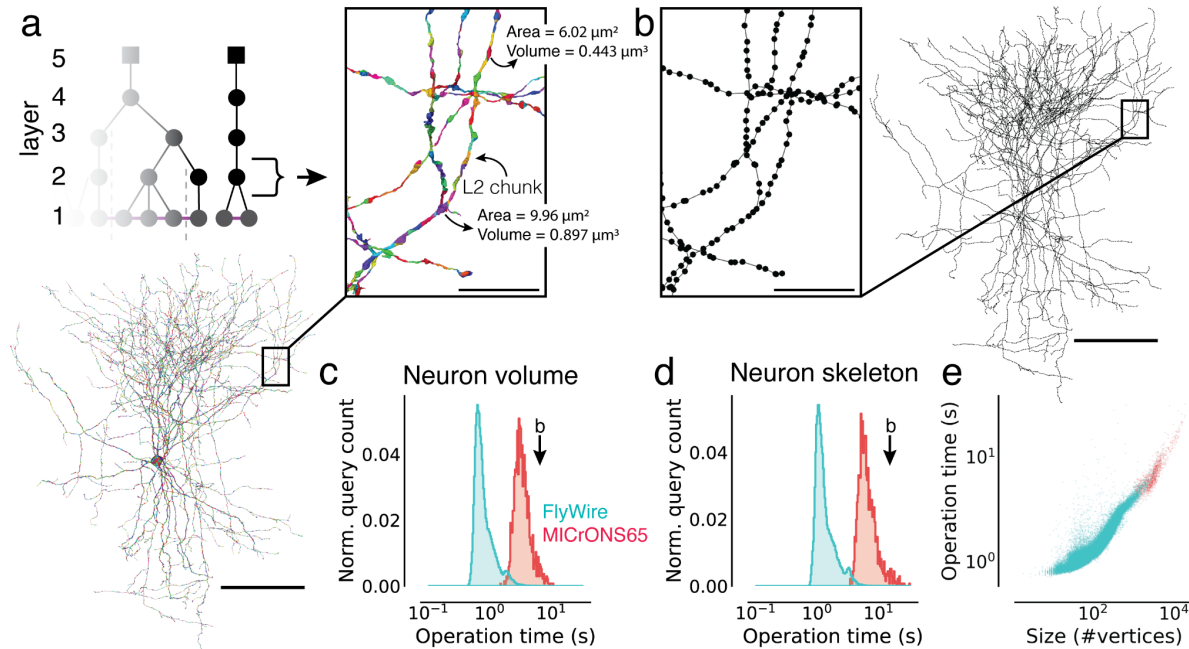 a
layer
5
4
3
2
1
Area = 6.02 µm²
Volume = 0.443 µm³
L2 chunk
Area = 9.96 µm²
Volume = 0.897 µm³
b
c
Neuron volume
Norm. query count
0.04
0.02
0.00
b
FlyWire
MICrONS65
10⁻¹ 10⁰ 10¹
Operation time (s)
d
Neuron skeleton
Norm. query count
0.04
0.02
0.00
b
10⁻¹ 10⁰ 10¹
Operation time (s)
e
Operation time (s)
10¹
10⁰
10² 10⁴
Size (#vertices)